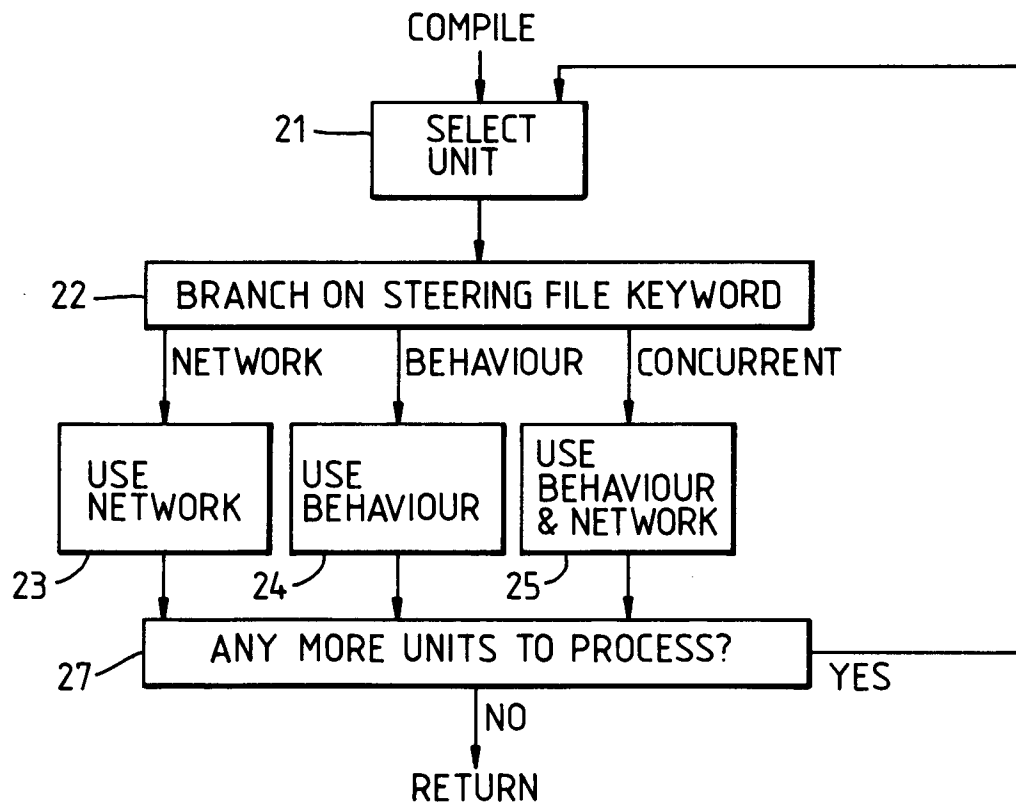 COMPILE
21
SELECT
UNIT
22
BRANCH ON STEERING FILE KEYWORD
NETWORK
BEHAVIOUR
CONCURRENT
USE
NETWORK
USE
BEHAVIOUR
USE
BEHAVIOUR
& NETWORK
23
24
25
ANY MORE UNITS TO PROCESS?
27
YES
NO
RETURN